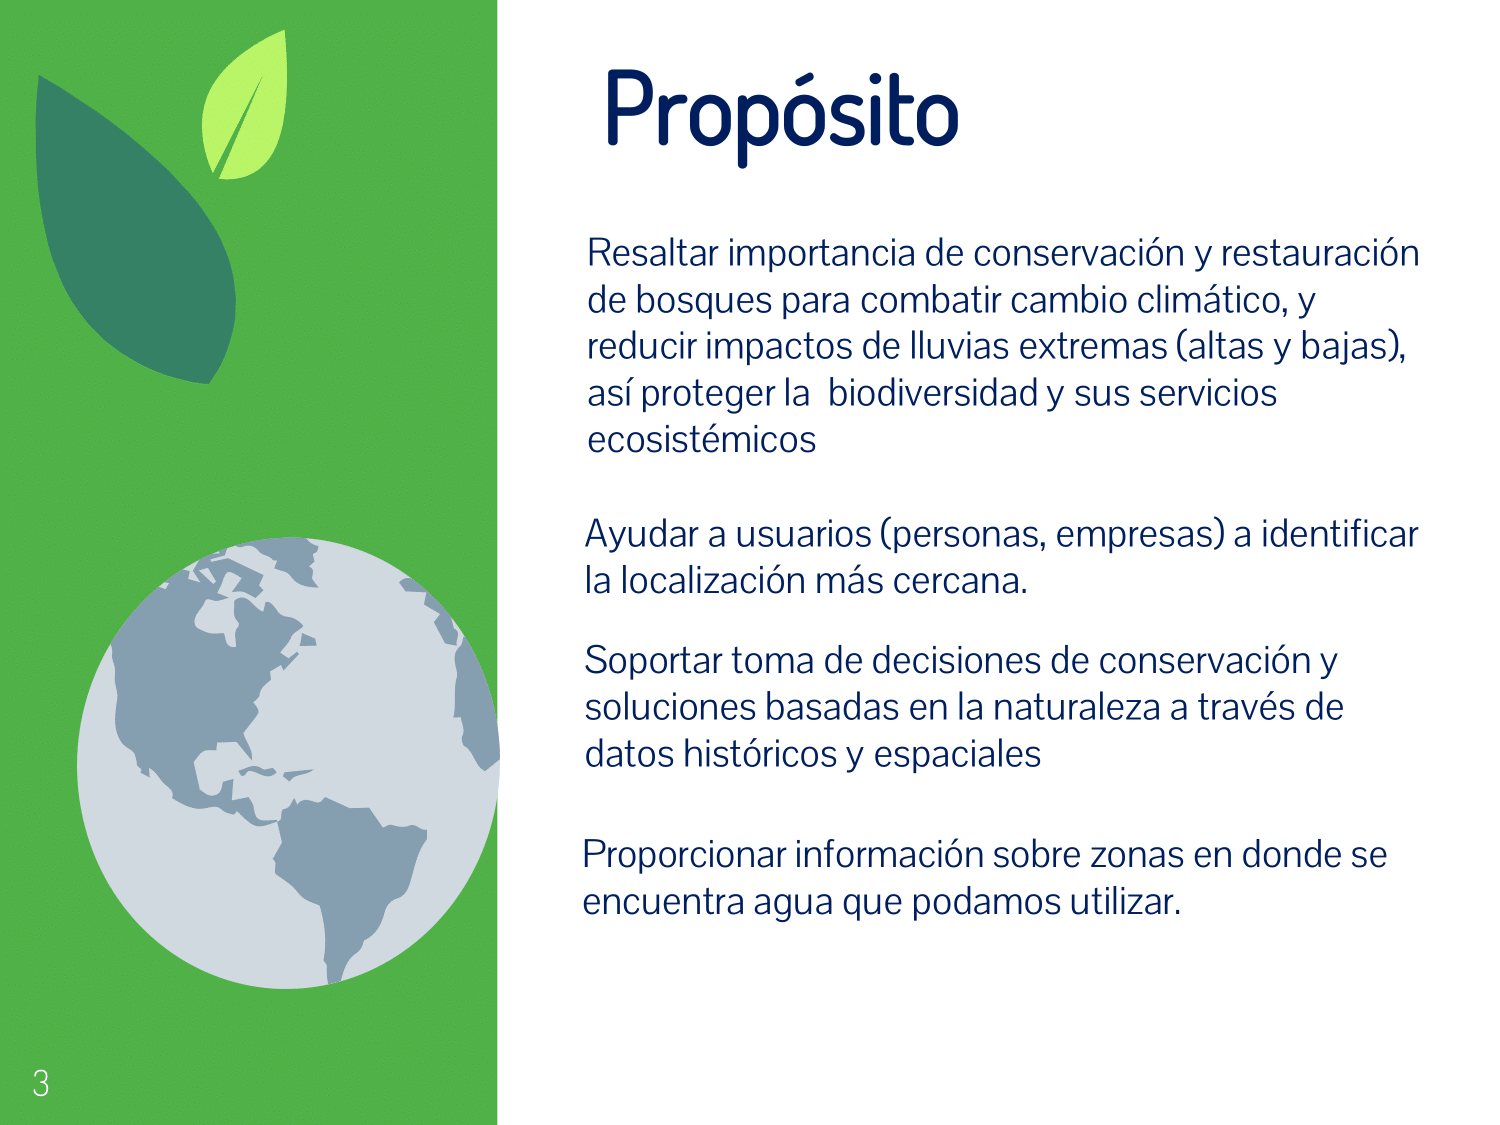 Propósito
Resaltar importancia de conservación y restauración
de bosques para combatir cambio climático, y
reducir impactos de lluvias extremas (altas y bajas),
así proteger la  biodiversidad y sus servicios
ecosistémicos
Ayudar a usuarios (personas, empresas) a identificar
la localización más cercana.
Soportar toma de decisiones de conservación y
soluciones basadas en la naturaleza a través de
datos históricos y espaciales
Proporcionar información sobre zonas en donde se
encuentra agua que podamos utilizar.
3